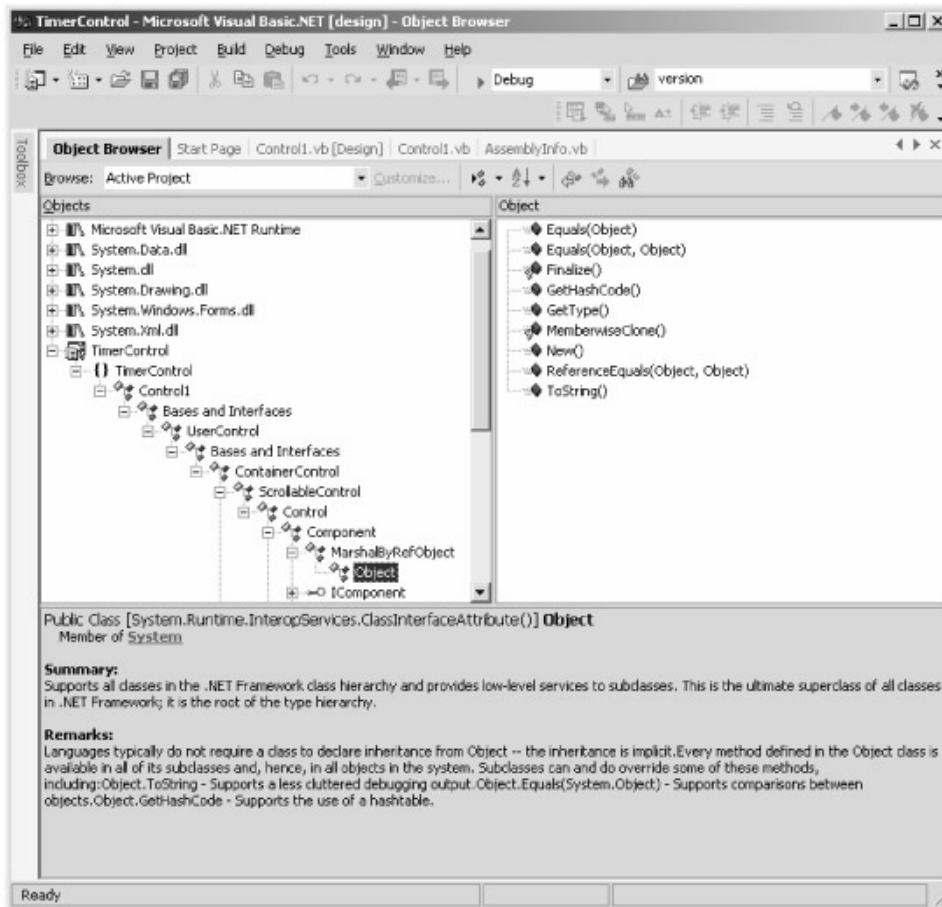 TimerControl - Microsoft Visual Basic.NET [design] - Object Browser
File Edit View Project Build Debug Tools Window Help
Debug version
Toolbox
Object Browser Start Page Control1.vb [Design] Control1.vb AssemblyInfo.vb
Browse: Active Project Customize...
Objects
Microsoft Visual Basic.NET Runtime
System.Data.dll
System.dll
System.Drawing.dll
System.Windows.Forms.dll
System.Xml.dll
TimerControl
{} TimerControl
Control1
Bases and Interfaces
UserControl
Bases and Interfaces
ContainerControl
ScrollableControl
Control
Component
MarshalByRefObject
Object
IComponent
Object
Equals(Object)
Equals(Object, Object)
Finalize()
GetHashCode()
GetType()
MemberwiseClone()
New()
ReferenceEquals(Object, Object)
ToString()
Public Class [System.Runtime.InteropServices.ClassInterfaceAttribute()] Object
Member of System
Summary:
Supports all classes in the .NET Framework class hierarchy and provides low-level services to subclasses. This is the ultimate superclass of all classes
in .NET Framework; it is the root of the type hierarchy.
Remarks:
Languages typically do not require a class to declare inheritance from Object -- the inheritance is implicit.Every method defined in the Object class is
available in all of its subclasses and, hence, in all objects in the system. Subclasses can and do override some of these methods,
including:Object.ToString - Supports a less cluttered debugging output.Object.Equals(System.Object) - Supports comparisons between
objects.Object.GetHashCode - Supports the use of a hashtable.
Ready